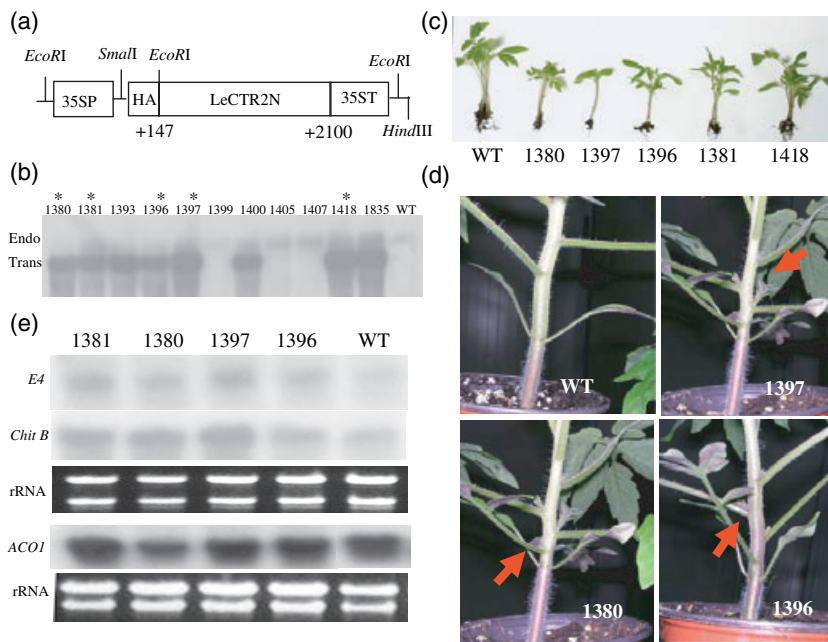 (a)
EcoRI
SmaI
EcoRI
EcoRI
35SP
HA
LeCTR2N
35ST
+147
+2100
HindIII
(b)
* * * * *
1380 1381 1393 1396 1397 1399 1400 1405 1407 1418 1835 WT
Endo
Trans
(c)
WT 1380 1397 1396 1381 1418
(d)
WT
1397
1380
1396
(e)
1381 1380 1397 1396 WT
E4
Chit B
rRNA
ACO1
rRNA